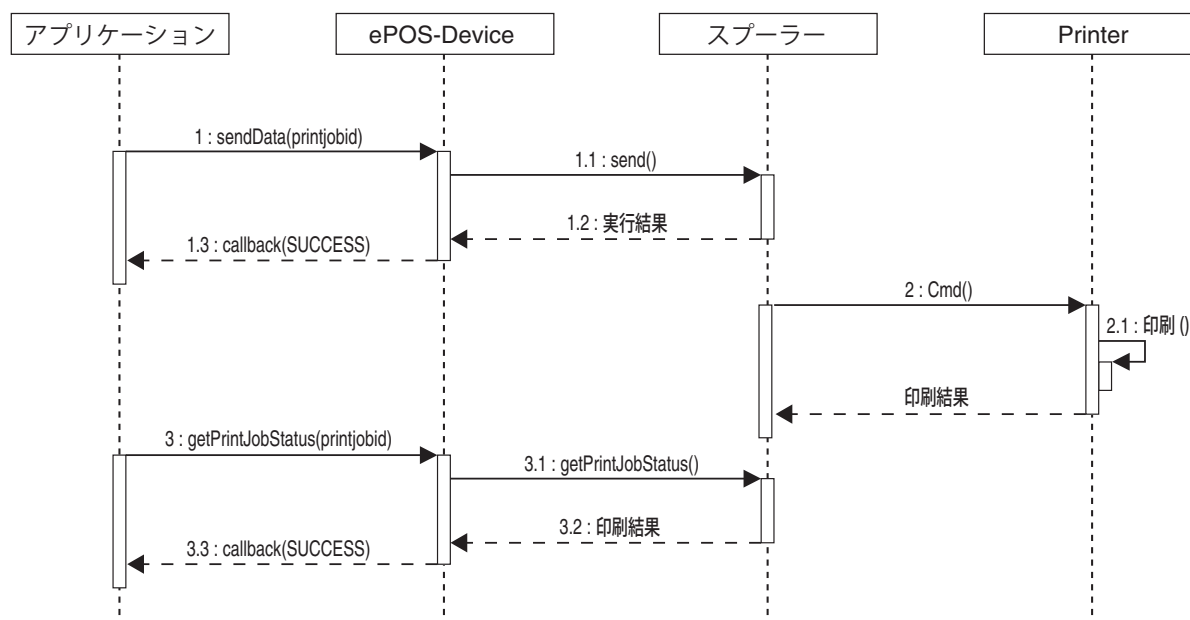 アプリケーション
ePOS-Device
スプーラー
Printer
1 : sendData(printjobid)
1.1 : send()
1.2 : 実行結果
1.3 : callback(SUCCESS)
2 : Cmd()
2.1 : 印刷 ()
印刷結果
3 : getPrintJobStatus(printjobid)
3.1 : getPrintJobStatus()
3.2 : 印刷結果
3.3 : callback(SUCCESS)